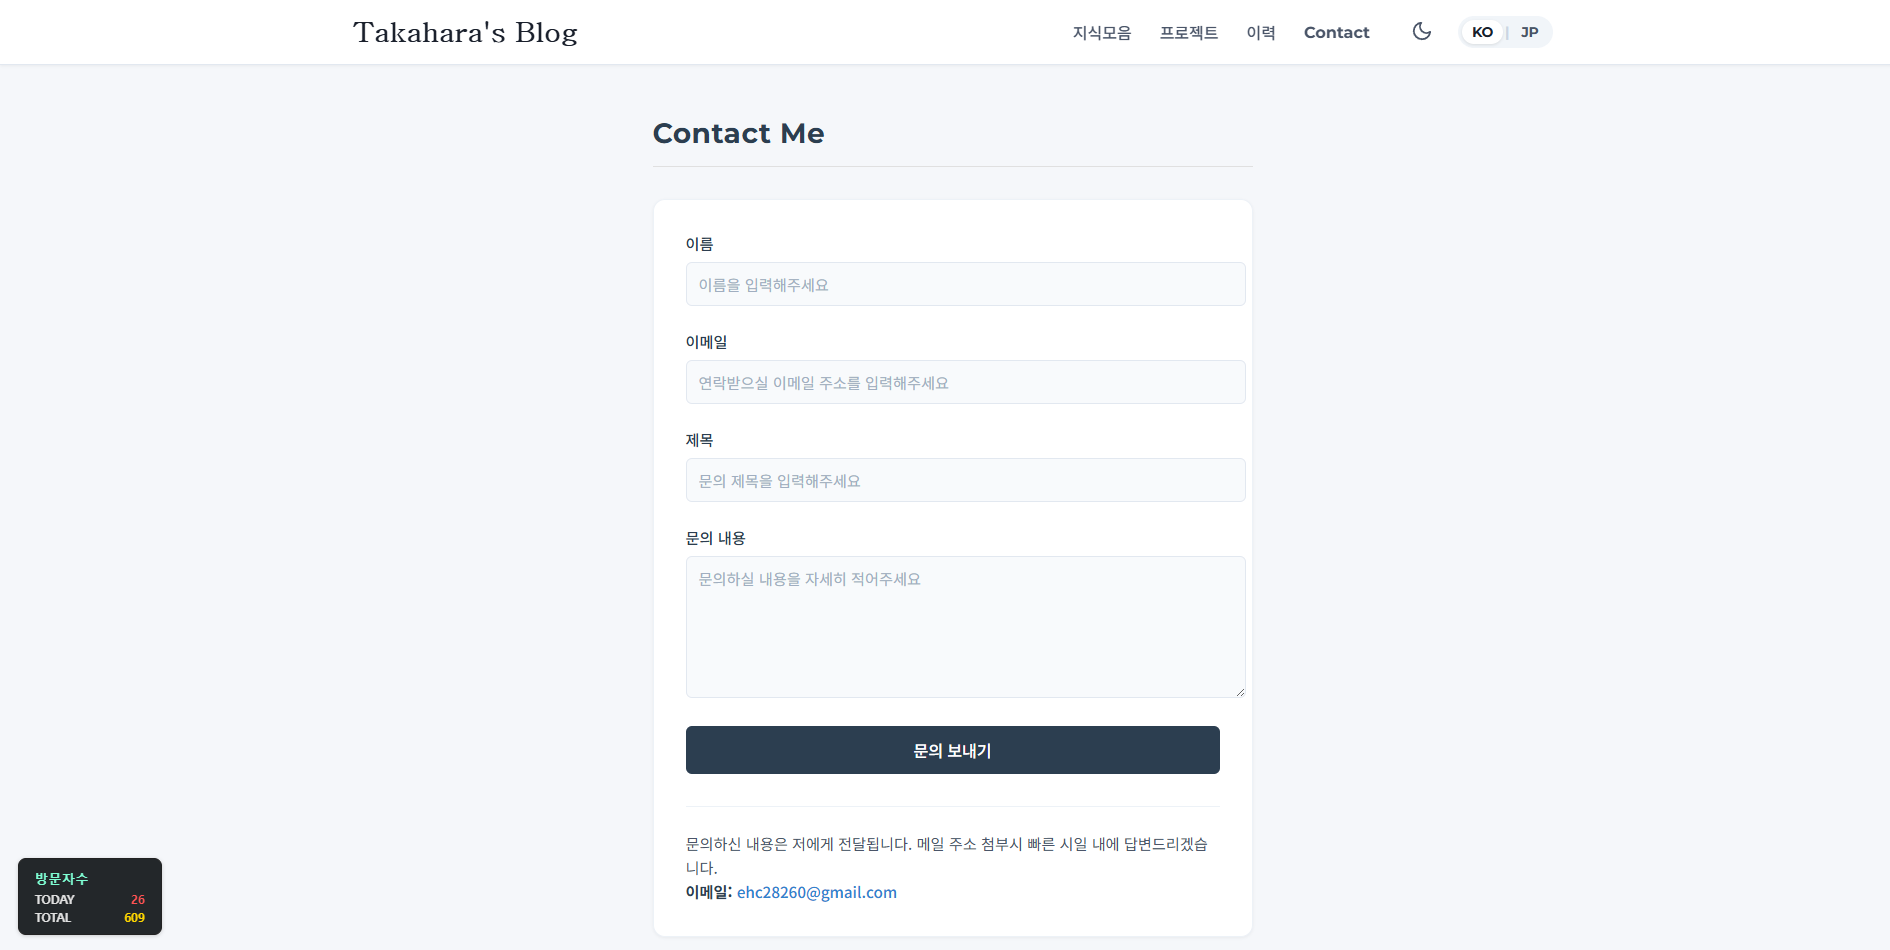 Takahara's Blog
지식모음 프로젝트 이력 Contact KO | JP
Contact Me
이름
이름을 입력해주세요
이메일
연락받으실 이메일 주소를 입력해주세요
제목
문의 제목을 입력해주세요
문의 내용
문의하실 내용을 자세히 적어주세요
문의 보내기
문의하신 내용은 저에게 전달됩니다. 메일 주소 첨부시 빠른 시일 내에 답변드리겠습
니다.
이메일: ehc28260@gmail.com
방문자수
TODAY 26
TOTAL 609